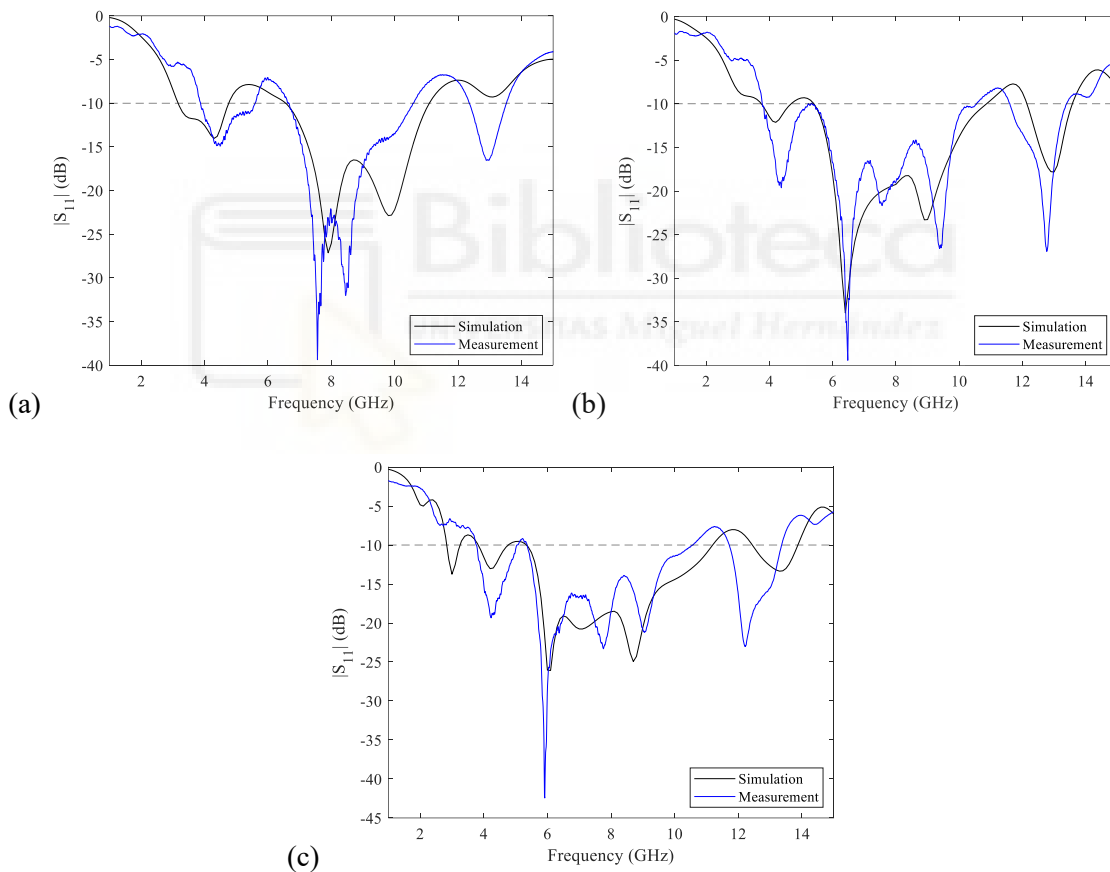 0
-5
-10
-15
-20
-25
-30
-35
-40
|S11| (dB)
2 4 6 8 10 12 14
Frequency (GHz)
Simulation
Measurement
(a)
0
-5
-10
-15
-20
-25
-30
-35
-40
|S11| (dB)
2 4 6 8 10 12 14
Frequency (GHz)
Simulation
Measurement
(b)
Biblioteca
UNIVERSITAS Miguel Hernández
0
-5
-10
-15
-20
-25
-30
-35
-40
-45
|S11| (dB)
2 4 6 8 10 12 14
Frequency (GHz)
Simulation
Measurement
(c)